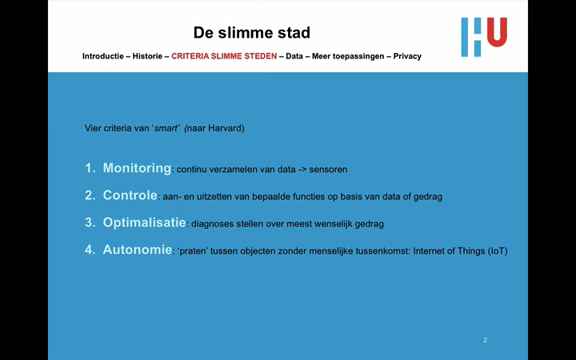 De slimme stad
Introductie – Historie – CRITERIA SLIMME STEDEN – Data – Meer toepassingen – Privacy
HU
Vier criteria van 'smart' (naar Harvard)
1. Monitoring: continu verzamelen van data -> sensoren
2. Controle: aan- en uitzetten van bepaalde functies op basis van data of gedrag
3. Optimalisatie: diagnoses stellen over meest wenselijk gedrag
4. Autonomie: 'praten' tussen objecten zonder menselijke tussenkomst: Internet of Things (IoT)
2